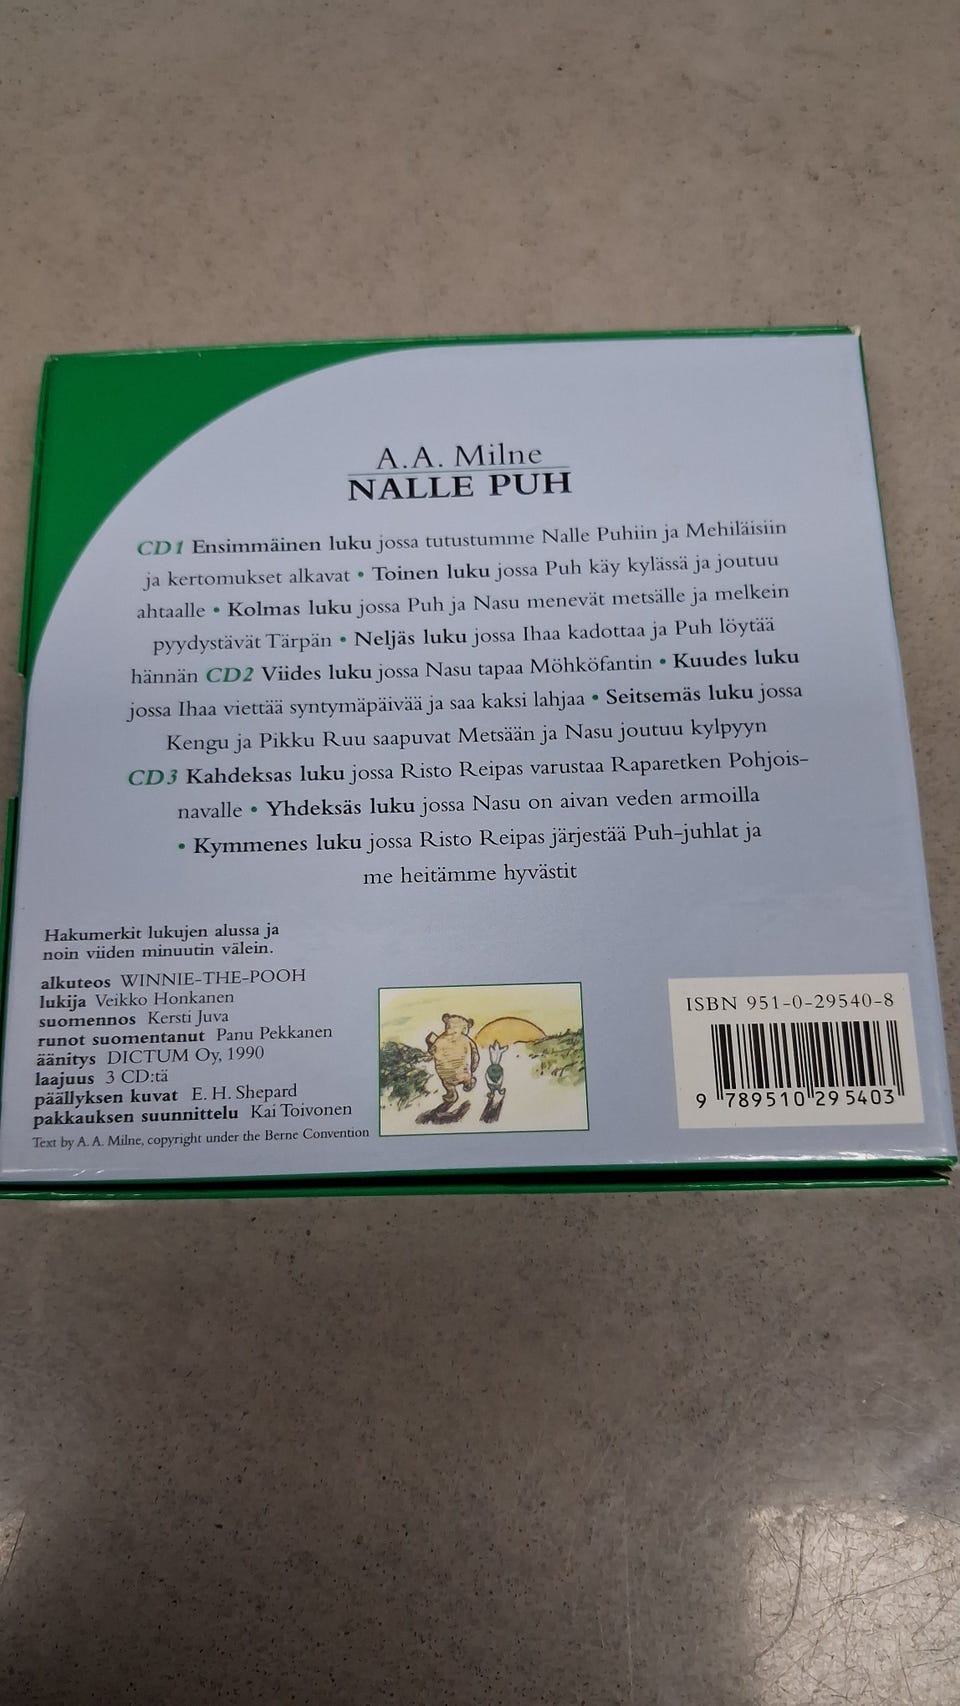 A.A. Milne
NALLE PUH
CD1 Ensimmäinen luku jossa tutustumme Nalle Puhiin ja Mehiläisiin
ja kertomukset alkavat • Toinen luku jossa Puh käy kylässä ja joutuu
ahtaalle • Kolmas luku jossa Puh ja Nasu menevät metsälle ja melkein
pyydystävät Tärpän • Neljäs luku jossa Ihaa kadottaa ja Puh löytää
hännän CD2 Viides luku jossa Nasu tapaa Möhköfantin • Kuudes luku
jossa Ihaa viettää syntymäpäivää ja saa kaksi lahjaa • Seitsemäs luku jossa
Kengu ja Pikku Ruu saapuvat Metsään ja Nasu joutuu kylpyyn
CD3 Kahdeksas luku jossa Risto Reipas varustaa Raparetken Pohjois-
navalle • Yhdeksäs luku jossa Nasu on aivan veden armoilla
• Kymmenes luku jossa Risto Reipas järjestää Puh-juhlat ja
me heitämme hyvästit
Hakumerkit lukujen alussa ja
noin viiden minuutin välein.
alkuteos WINNIE-THE-POOH
lukija Veikko Honkanen
suomennos Kersti Juva
runot suomentanut Panu Pekkanen
äänitys DICTUM Oy, 1990
laajuus 3 CD:tä
päällyksen kuvat E. H. Shepard
pakkauksen suunnittelu Kai Toivonen
Text by A. A. Milne, copyright under the Berne Convention
ISBN 951-0-29540-8
9 789510 295403